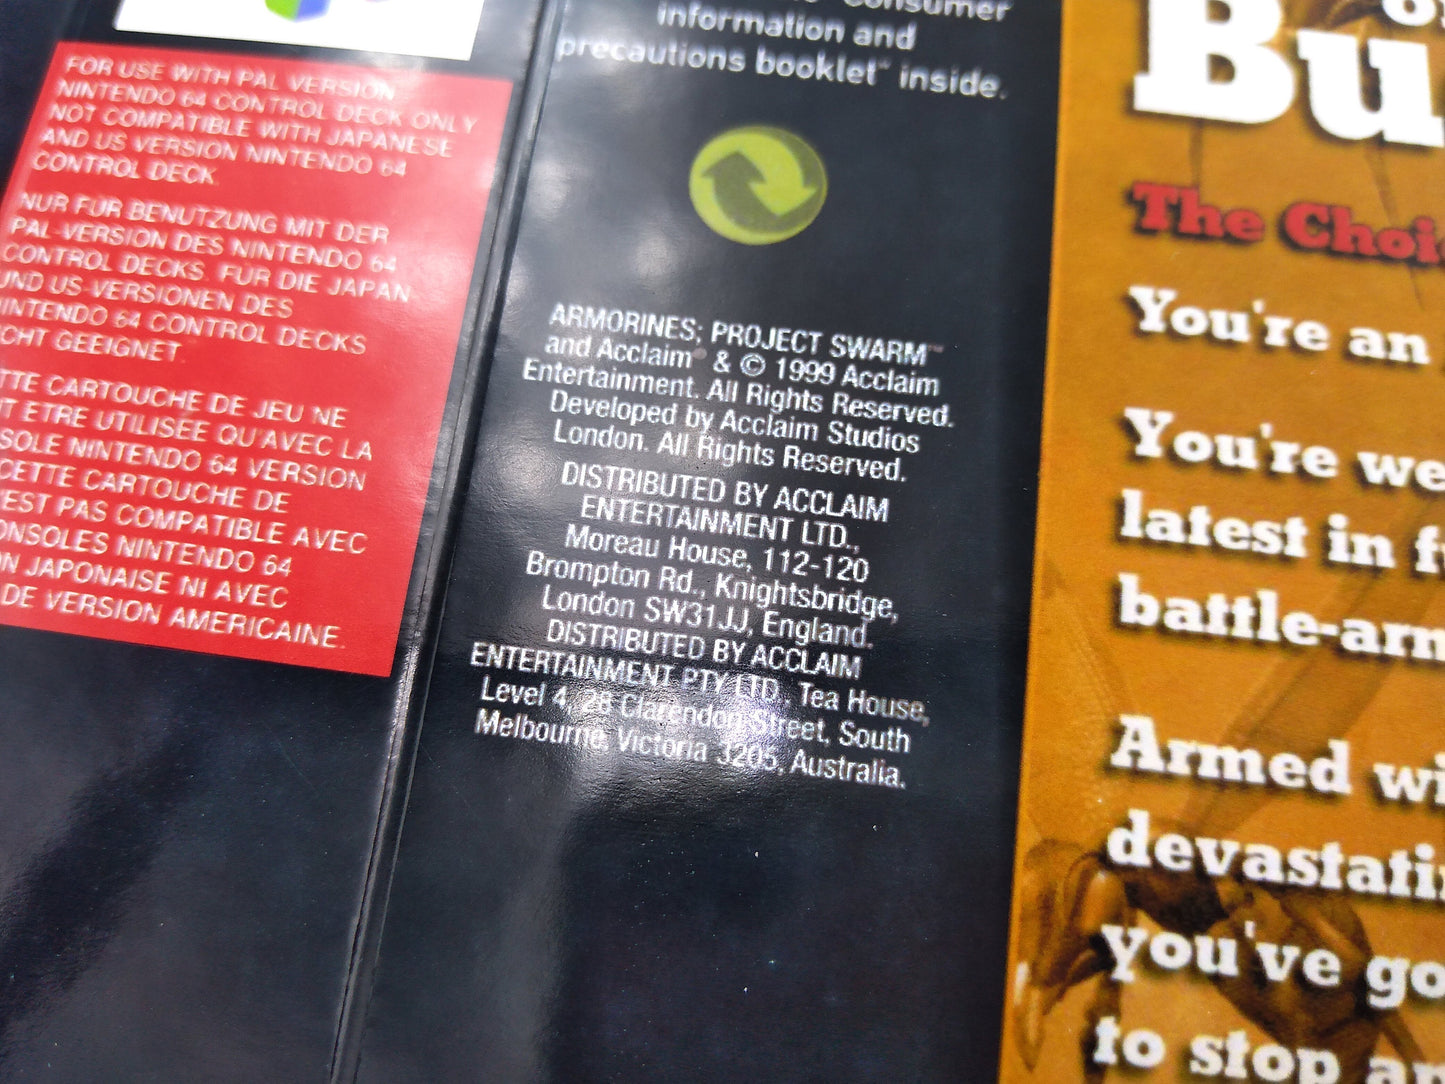 Consumer
information and
precautions booklet" inside.
FOR USE WITH PAL VERSION
NINTENDO 64 CONTROL DECK ONLY
NOT COMPATIBLE WITH JAPANESE
AND US VERSION NINTENDO 64
CONTROL DECK.
NUR FÜR BENUTZUNG MIT DER
PAL-VERSION DES NINTENDO 64
CONTROL DECKS. FÜR DIE JAPAN
UND US-VERSIONEN DES
NINTENDO 64 CONTROL DECKS
CHT GEEIGNET.
TTE CARTOUCHE DE JEU NE
T ETRE UTILISÉE QU'AVEC LA
SOLE NINTENDO 64 VERSION
CETTE CARTOUCHE DE
'EST PAS COMPATIBLE AVEC
ONSOLES NINTENDO 64
N JAPONAISE NI AVEC
DE VERSION AMERICAINE.
ARMORINES; PROJECT SWARM™
and Acclaim® & © 1999 Acclaim
Entertainment. All Rights Reserved.
Developed by Acclaim Studios
London. All Rights Reserved.
DISTRIBUTED BY ACCLAIM
ENTERTAINMENT LTD.,
Moreau House, 112-120
Brompton Rd., Knightsbridge,
London SW31JJ, England.
DISTRIBUTED BY ACCLAIM
ENTERTAINMENT PTY LTD., Tea House,
Level 4, 28 Clarendon Street, South
Melbourne, Victoria 3205, Australia.
Bu
The Choi
You're an
You're we
latest in f
battle-arm
Armed wi
devastatin
you've go
to stop an